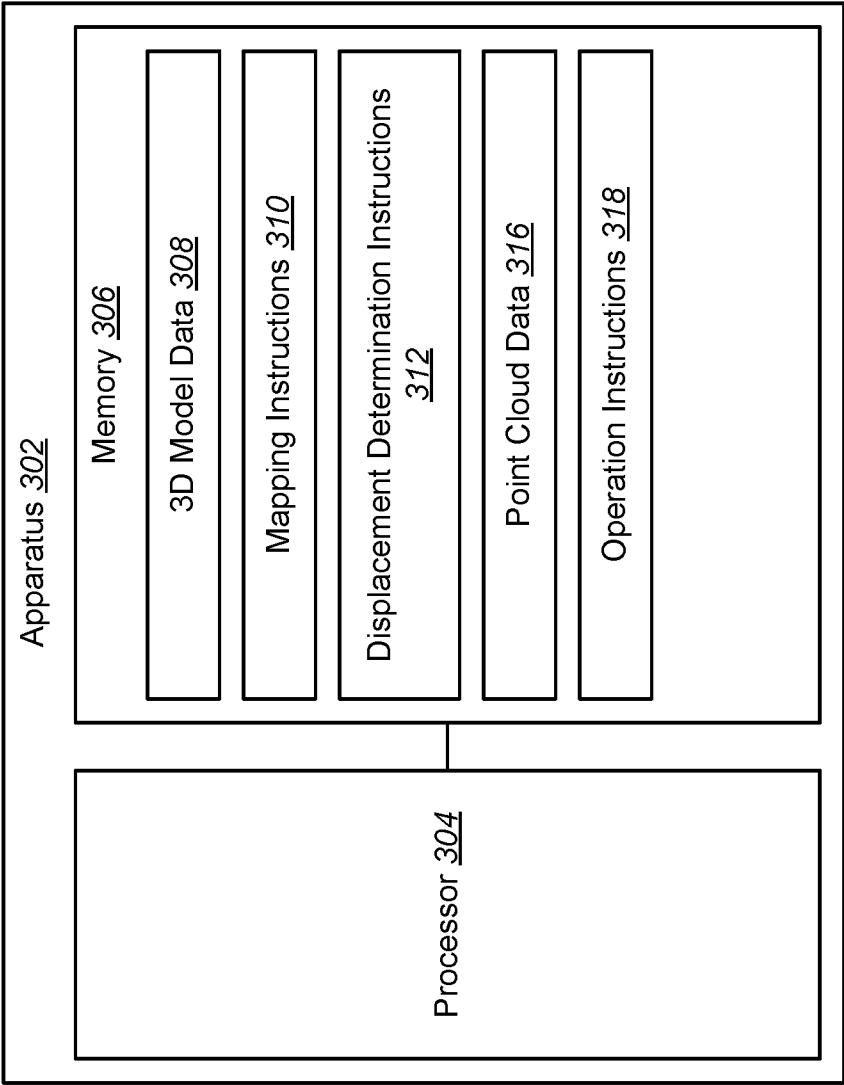 Apparatus 302
Processor 304
Memory 306
3D Model Data 308
Mapping Instructions 310
Displacement Determination Instructions
312
Point Cloud Data 316
Operation Instructions 318